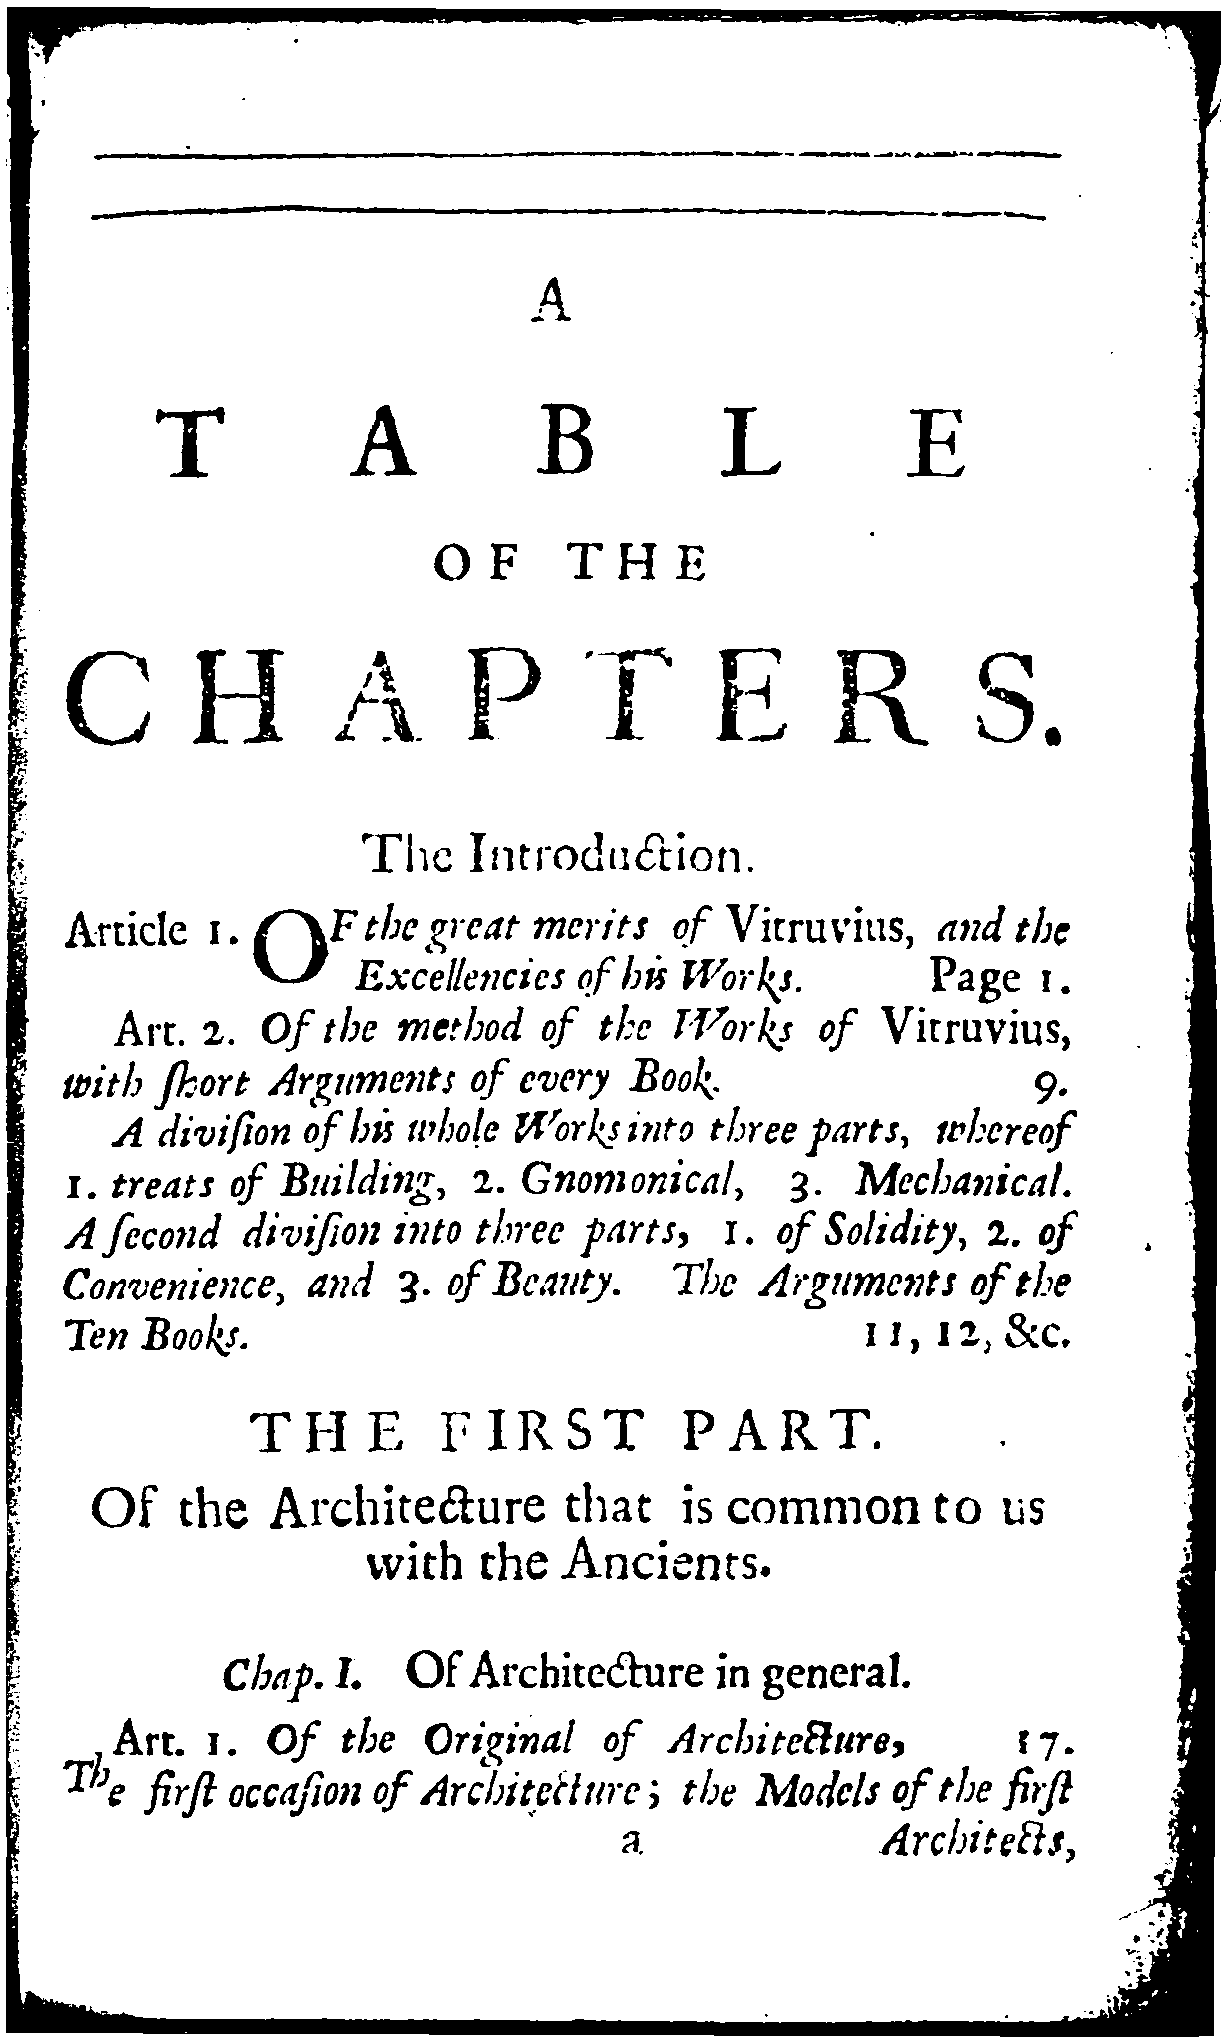 A
TABLE
OF THE
CHAPTERS.
The Introduction.
Article 1. OF the great merits of Vitruvius, and the
Excellencies of his Works. Page 1.
Art. 2. Of the method of the Works of Vitruvius,
with ſhort Arguments of every Book. 9.
A diviſion of his whole Works into three parts, whereof
1. treats of Building, 2. Gnomonical, 3. Mechanical.
A ſecond diviſion into three parts, 1. of Solidity, 2. of
Convenience, and 3. of Beauty. The Arguments of the
Ten Books. 11, 12, &c.
THE FIRST PART.
Of the Architecture that is common to us
with the Ancients.
Chap. I. Of Architecture in general.
Art. 1. Of the Original of Architecture, 17.
The firſt occaſion of Architecture; the Models of the firſt
a Architects,